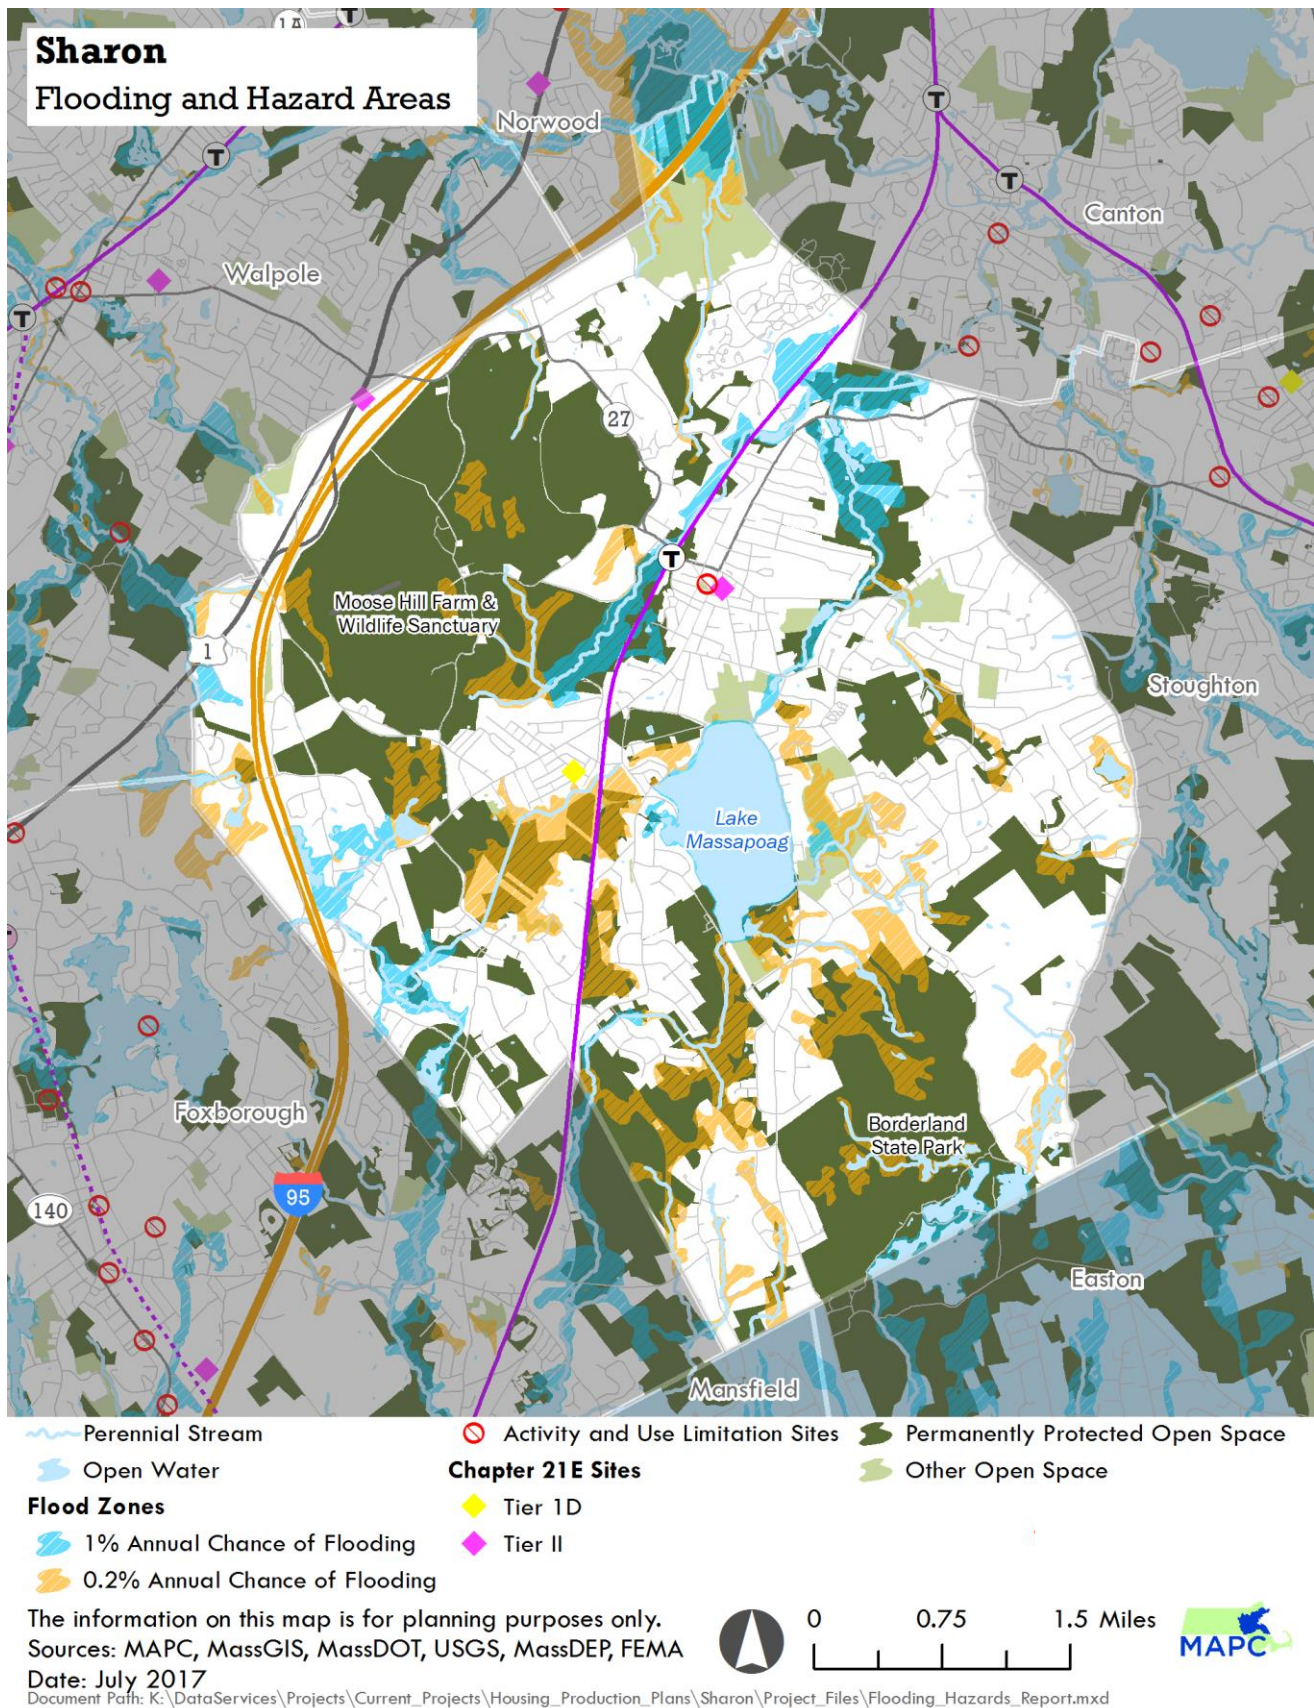 Sharon
Flooding and Hazard Areas
1A
T
Norwood
T
T
T
Canton
Walpole
T
27
T
Moose Hill Farm &
Wildlife Sanctuary
1
Stoughton
Lake
Massapoag
Foxborough
Borderland
State Park
95
140
Easton
Mansfield
Perennial Stream
Open Water
Flood Zones
1% Annual Chance of Flooding
0.2% Annual Chance of Flooding
Activity and Use Limitation Sites
Chapter 21E Sites
Tier 1D
Tier II
Permanently Protected Open Space
Other Open Space
The information on this map is for planning purposes only.
Sources: MAPC, MassGIS, MassDOT, USGS, MassDEP, FEMA
Date: July 2017
0 0.75 1.5 Miles
MAPC
Document Path: K:\DataServices\Projects\Current_Projects\Housing_Production_Plans\Sharon\Project_Files\Flooding_Hazards_Report.mxd